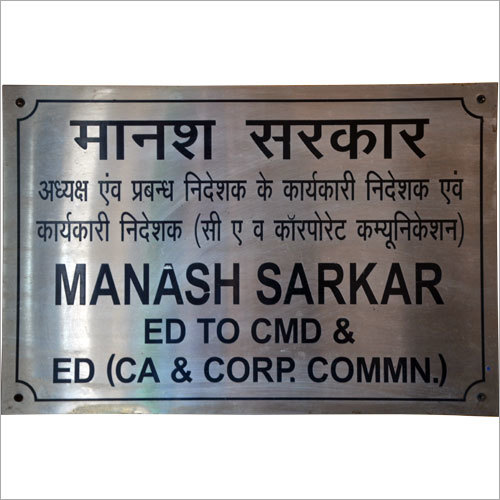 मानश सरकार
अध्यक्ष एंव प्रबन्ध निदेशक के कार्यकारी निदेशक एवं
कार्यकारी निदेशक (सी ए व कॉरपोरेट कम्यूनिकेशन)
MANASH SARKAR
ED TO CMD &
ED (CA & CORP. COMMN.)